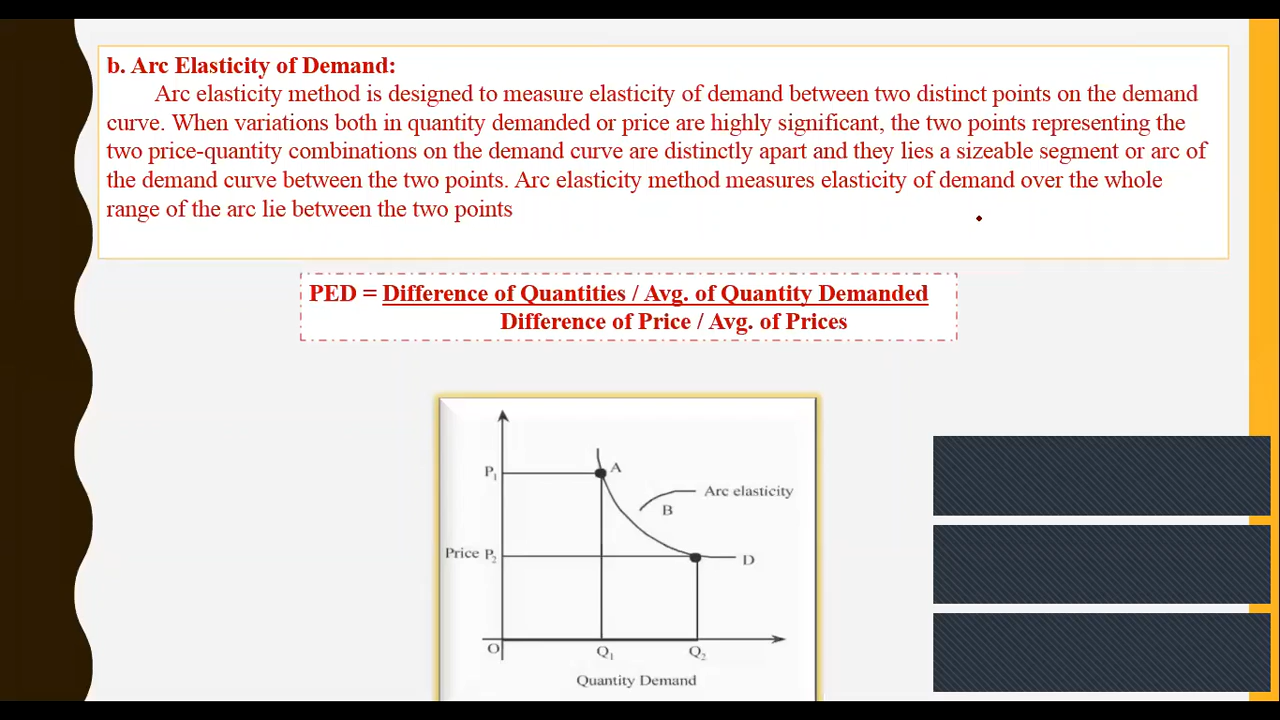 b. Arc Elasticity of Demand:
Arc elasticity method is designed to measure elasticity of demand between two distinct points on the demand
curve. When variations both in quantity demanded or price are highly significant, the two points representing the
two price-quantity combinations on the demand curve are distinctly apart and they lies a sizeable segment or arc of
the demand curve between the two points. Arc elasticity method measures elasticity of demand over the whole
range of the arc lie between the two points
PED = Difference of Quantities / Avg. of Quantity Demanded
Difference of Price / Avg. of Prices
P₁
A
Arc elasticity
B
Price P₂
D
O
Q₁
Q₂
Quantity Demand